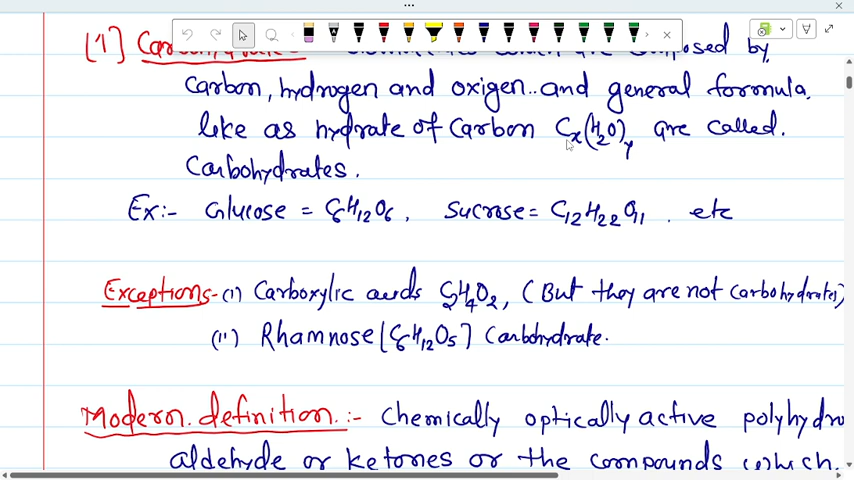 (1) Carbohydrate :- which are composed by
Carbon, hydrogen and oxigen.. and general formula
like as hydrate of Carbon Cx(H2O)y are called.
Carbohydrates.
Ex:- Glucose = C6H12O6, Sucrose = C12H22O11. etc
Exceptions- (i) Carboxylic acids C2H4O2, (But they are not carbohydrates)
(ii) Rhamnose [C6H12O5] Carbohydrate.
Modern definition :- Chemically optically active polyhydro
aldehyde or ketones or the compounds which